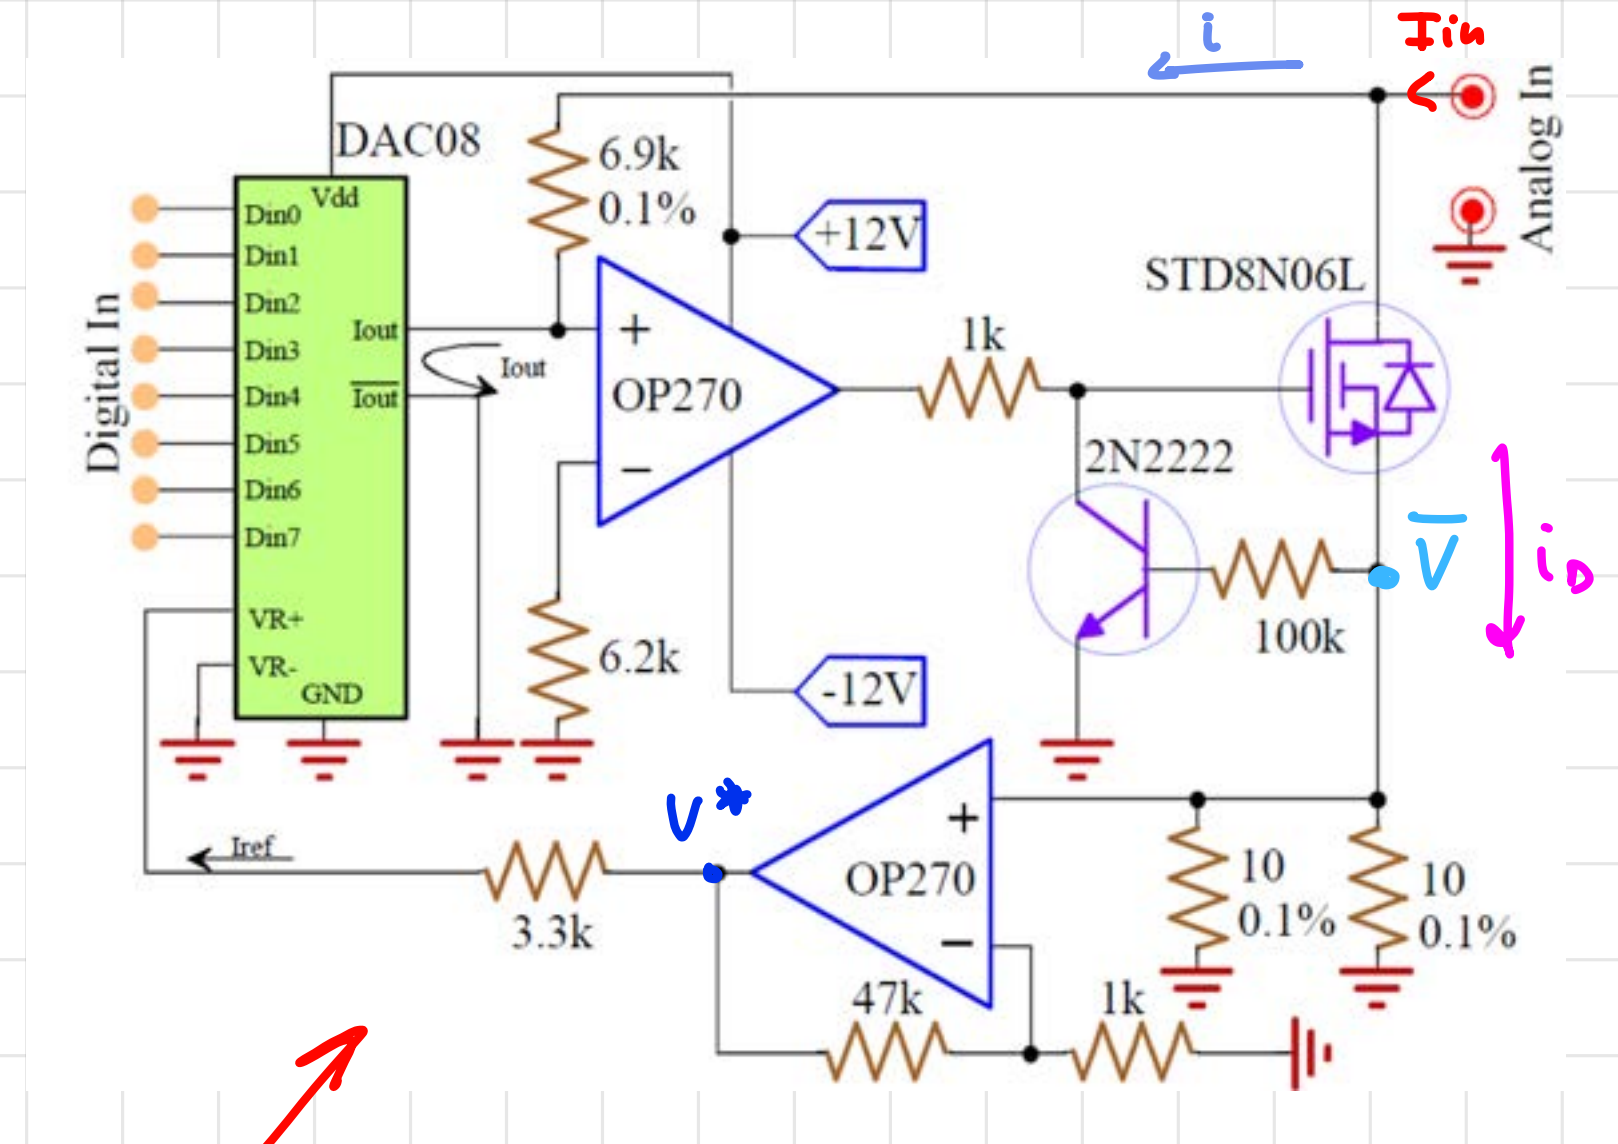 i
Iin
Analog In
DAC08
6.9k
0.1%
+12V
STD8N06L
Vdd
Digital In
Din0
Din1
Din2
Din3
Din4
Din5
Din6
Din7
Iout
Iout
Iout
+
OP270
−
1k
2N2222
V
iD
100k
VR+
VR-
GND
6.2k
-12V
V*
Iref
3.3k
+
OP270
−
10
0.1%
10
0.1%
47k
1k